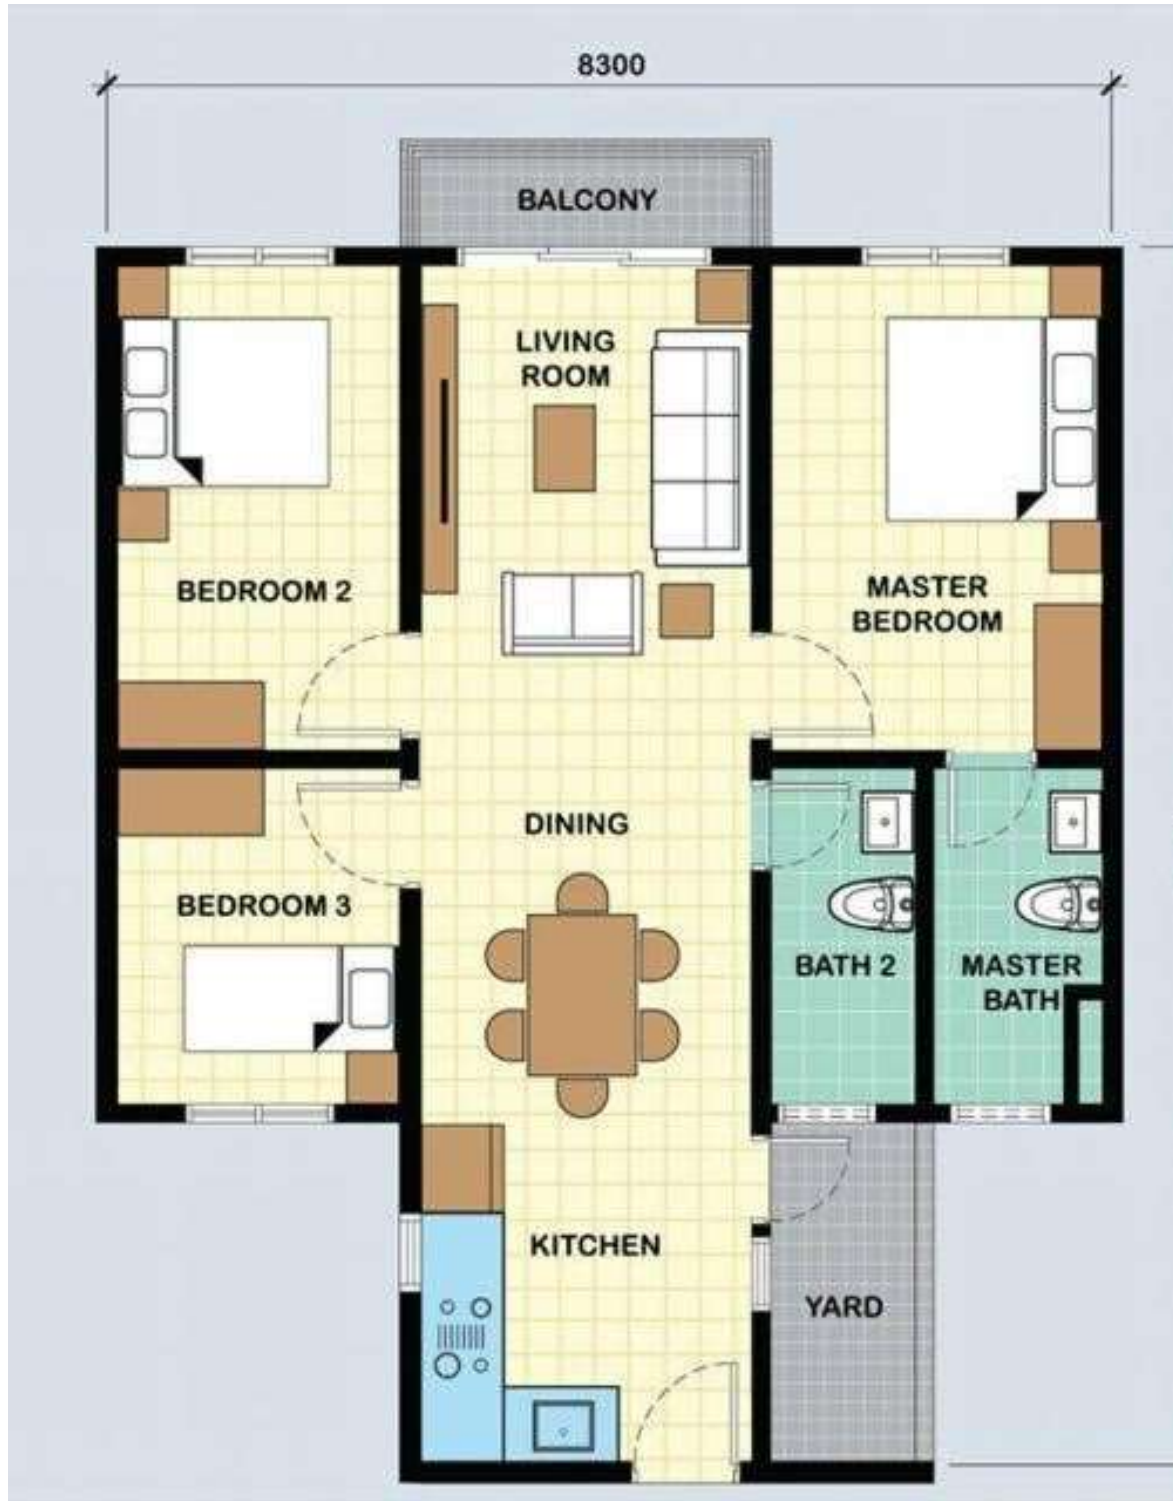 8300
BALCONY
LIVING
ROOM
BEDROOM 2
MASTER
BEDROOM
DINING
BEDROOM 3
BATH 2
MASTER
BATH
KITCHEN
YARD